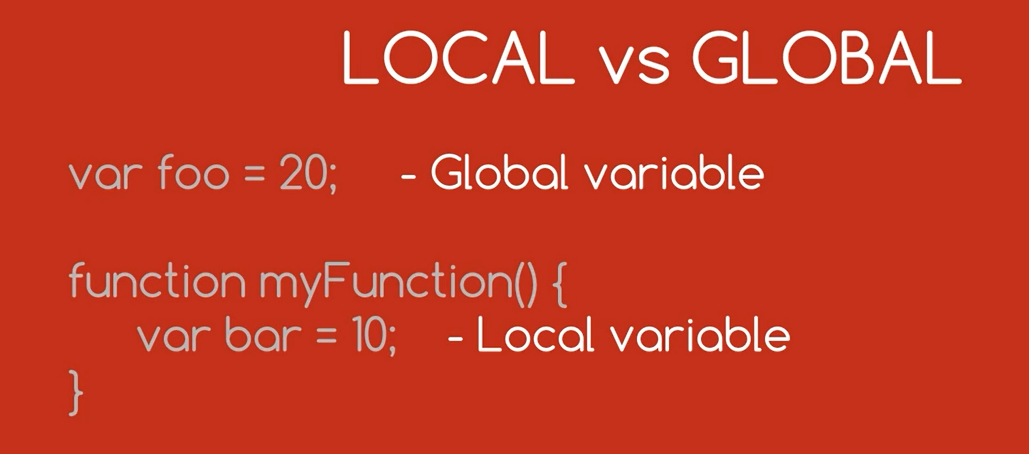 LOCAL vs GLOBAL
var foo = 20; - Global variable
function myFunction() {
var bar = 10; - Local variable
}